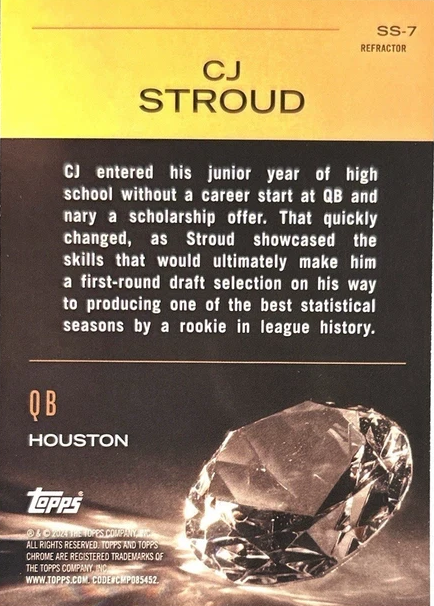 SS-7
REFRACTOR
CJ
STROUD
CJ entered his junior year of high
school without a career start at QB and
nary a scholarship offer. That quickly
changed, as Stroud showcased the
skills that would ultimately make him
a first-round draft selection on his way
to producing one of the best statistical
seasons by a rookie in league history.
QB
HOUSTON
TOPPS
® & © 2024 THE TOPPS COMPANY, INC.
ALL RIGHTS RESERVED. TOPPS AND TOPPS
CHROME ARE REGISTERED TRADEMARKS OF
THE TOPPS COMPANY, INC.
WWW.TOPPS.COM. CODE#CMP085452.